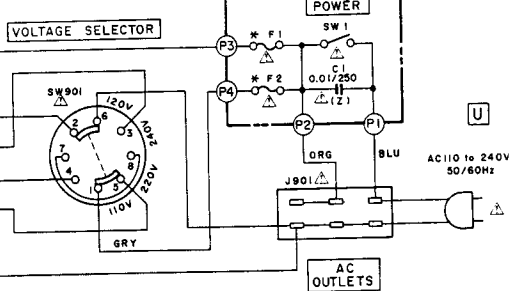 POWER
VOLTAGE SELECTOR
* F1
SW1
P3
C1
0.01/250
(Z)
* F2
P4
SW901
120V
6
2
3
240V
P2
P1
U
7
8
4
1
5
220V
110V
ORG
BLU
AC110 to 240V
50/60Hz
J901
GRY
AC
OUTLETS